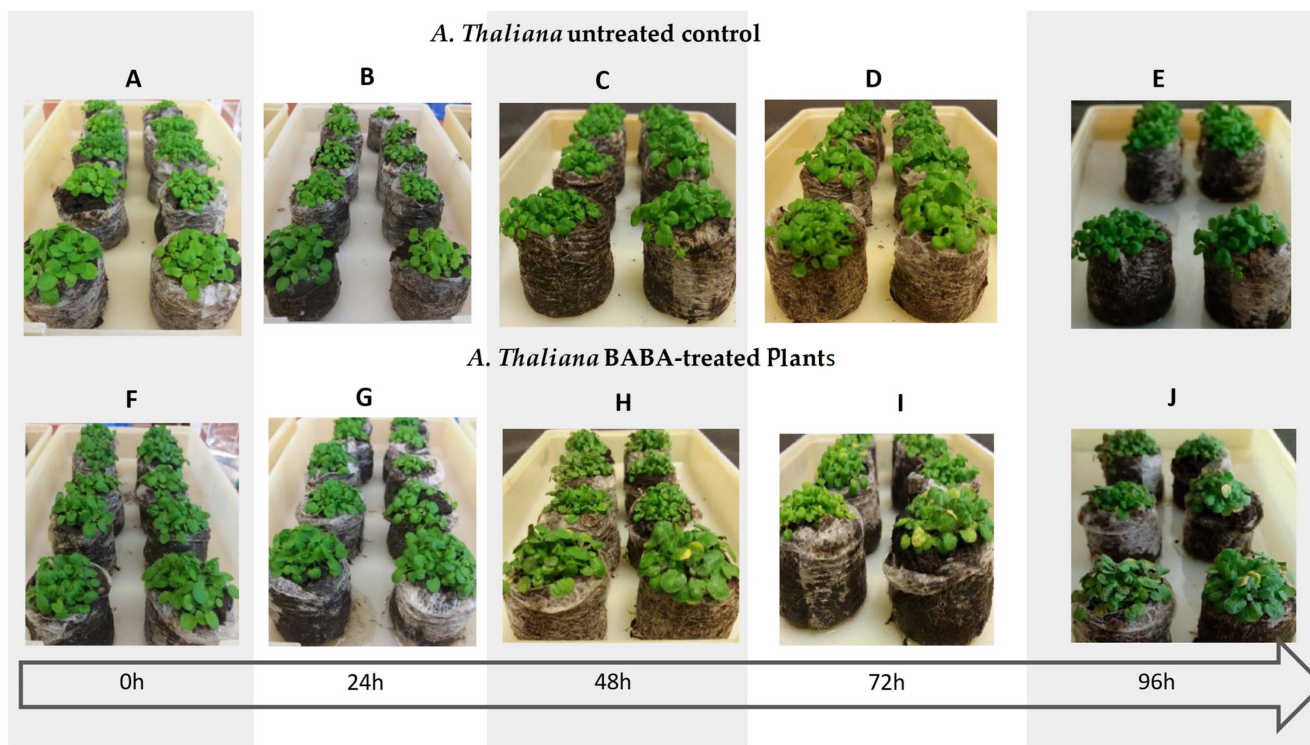 A. Thaliana untreated control
A B C D E
A. Thaliana BABA-treated Plants
F G H I J
0h 24h 48h 72h 96h